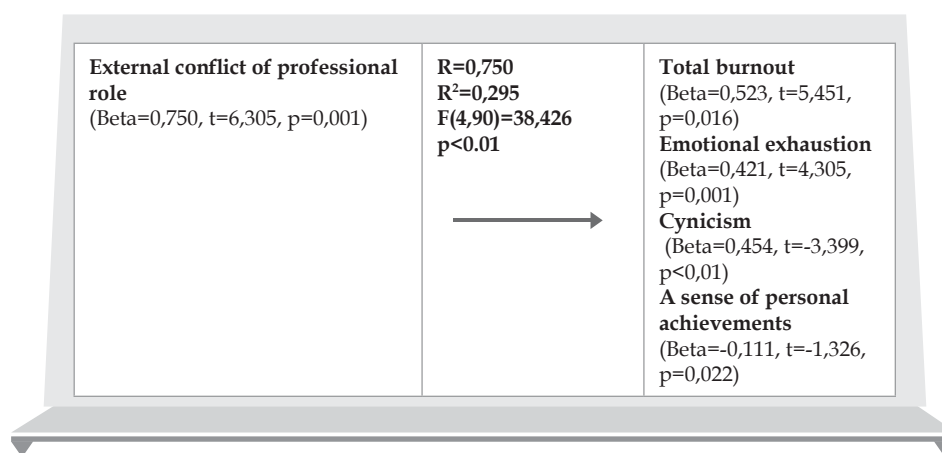 External conflict of professional
role
(Beta=0,750, t=6,305, p=0,001)
R=0,750
R²=0,295
F(4,90)=38,426
p<0.01
Total burnout
(Beta=0,523, t=5,451,
p=0,016)
Emotional exhaustion
(Beta=0,421, t=4,305,
p=0,001)
Cynicism
(Beta=0,454, t=-3,399,
p<0,01)
A sense of personal
achievements
(Beta=-0,111, t=-1,326,
p=0,022)